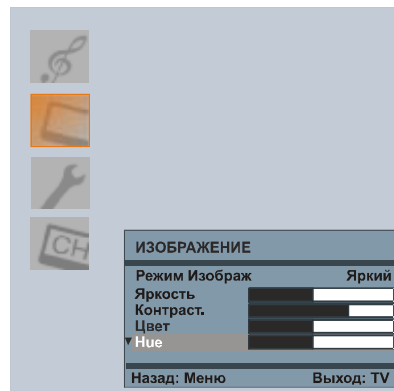 CH
ИЗОБРАЖЕНИЕ
Режим Изображ Яркий
Яркость
Контраст.
Цвет
Hue
Назад: Меню Выход: TV